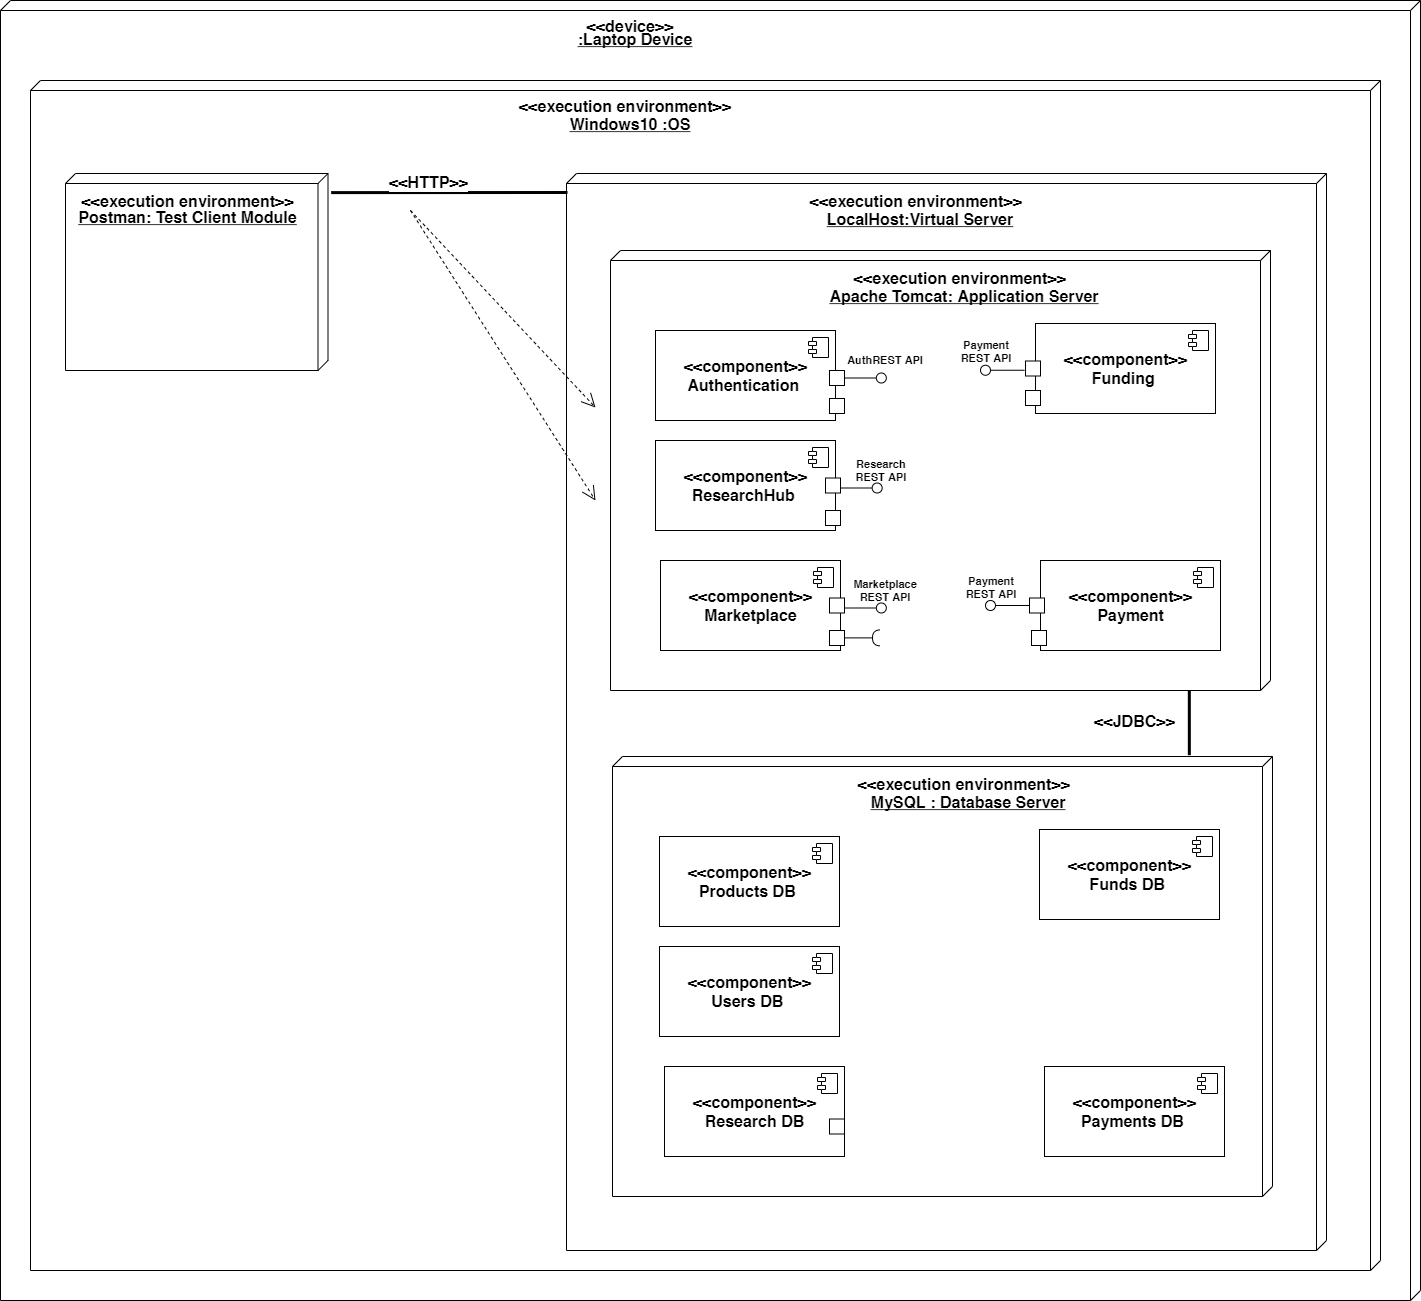 <<device>>
:Laptop Device
<<execution environment>>
Windows10 :OS
<<execution environment>>
Postman: Test Client Module
<<HTTP>>
<<execution environment>>
LocalHost:Virtual Server
<<execution environment>>
Apache Tomcat: Application Server
<<component>>
Authentication
AuthREST API
Payment
REST API
<<component>>
Funding
<<component>>
ResearchHub
Research
REST API
<<component>>
Marketplace
Marketplace
REST API
Payment
REST API
<<component>>
Payment
<<JDBC>>
<<execution environment>>
MySQL : Database Server
<<component>>
Products DB
<<component>>
Funds DB
<<component>>
Users DB
<<component>>
Research DB
<<component>>
Payments DB